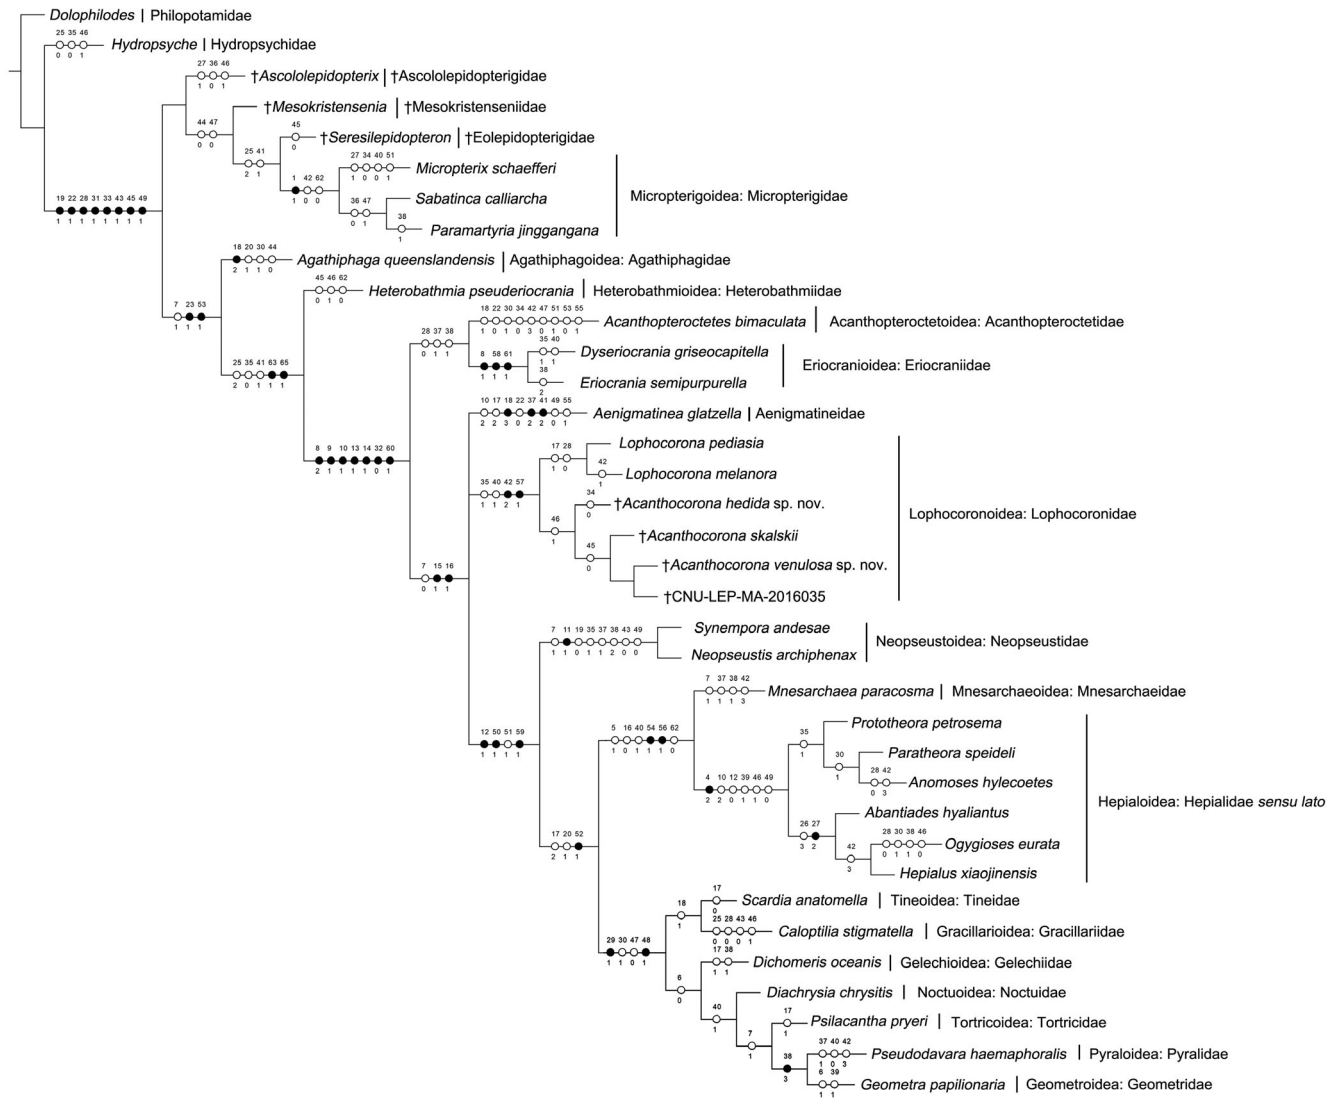 Dolophilodes | Philopotamidae
25 35 46
0 0 1
Hydropsyche | Hydropsychidae
27 36 46
1 0 1
†Ascololepidopterix | †Ascololepidopterigidae
†Mesokristensenia | †Mesokristenseniidae
44 47
0 0
45
0
†Seresilepidopteron | †Eolepidopterigidae
25 41
2 1
27 34 40 51
1 0 0 1
Micropterix schaefferi
1 42 62
1 0 0
Sabatinca calliarcha
Micropterigoidea: Micropterigidae
36 47
0 1
38
1
Paramartyria jinggangana
19 22 28 31 33 43 45 49
1 1 1 1 1 1 1 1
18 20 30 44
2 1 1 0
Agathiphaga queenslandensis | Agathiphagoidea: Agathiphagidae
45 46 62
0 1 0
Heterobathmia pseuderiocrania | Heterobathmioidea: Heterobathmiidae
7 23 53
1 1 1
18 22 30 34 42 47 51 53 55
1 0 1 0 3 0 1 0 1
Acanthopteroctetes bimaculata | Acanthopteroctetoidea: Acanthopteroctetidae
28 37 38
0 1 1
35 40
1 1
Dyseriocrania griseocapitella
Eriocranioidea: Eriocraniidae
8 58 61
1 1 1
38
2
Eriocrania semipurpurella
25 35 41 63 65
2 0 1 1 1
10 17 18 22 37 41 49 55
2 2 3 0 2 2 0 1
Aenigmatinea glatzella | Aenigmatineidae
Lophocorona pediasia
17 28
1 0
42
1
Lophocorona melanora
8 9 10 13 14 32 60
2 1 1 1 1 0 1
35 40 42 57
1 1 2 1
34
0
†Acanthocorona hedida sp. nov.
Lophocoronoidea: Lophocoronidae
46
1
†Acanthocorona skalskii
45
0
†Acanthocorona venulosa sp. nov.
7 15 16
0 1 1
†CNU-LEP-MA-2016035
Synempora andesae
7 11 19 35 37 38 43 49
1 1 0 1 1 2 0 0
Neopseustoidea: Neopseustidae
Neopseustis archiphenax
7 37 38 42
1 1 1 3
Mnesarchaea paracosma | Mnesarchaeoidea: Mnesarchaeidae
12 50 51 59
1 1 1 1
5 16 40 54 56 62
1 0 1 1 1 0
Prototheora petrosema
35
1
Paratheora speideli
30
1
28 42
0 3
Anomoses hylecoetes
4 10 12 39 46 49
2 2 0 1 1 0
Hepialoidea: Hepialidae sensu lato
Abantiades hyaliantus
26 27
3 2
28 30 38 46
0 1 1 0
Ogygioses eurata
42
3
Hepialus xiaojinensis
17 20 52
2 1 1
17
0
Scardia anatomella | Tineoidea: Tineidae
18
1
25 28 43 46
0 0 0 1
Caloptilia stigmatella | Gracillarioidea: Gracillariidae
29 30 47 48
1 1 0 1
17 38
1 1
Dichomeris oceanis | Gelechioidea: Gelechiidae
6
0
Diachrysia chrysitis | Noctuoidea: Noctuidae
40
1
17
1
Psilacantha pryeri | Tortricoidea: Tortricidae
7
1
37 40 42
1 0 3
Pseudodavara haemaphoralis | Pyraloidea: Pyralidae
38
3
6 39
1 1
Geometra papilionaria | Geometroidea: Geometridae